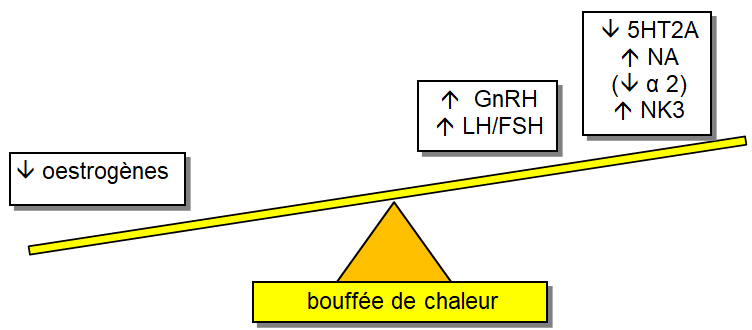 ↓ 5HT2A
↑ NA
(↓ α 2)
↑ NK3
↑ GnRH
↑ LH/FSH
↓ oestrogènes
bouffée de chaleur